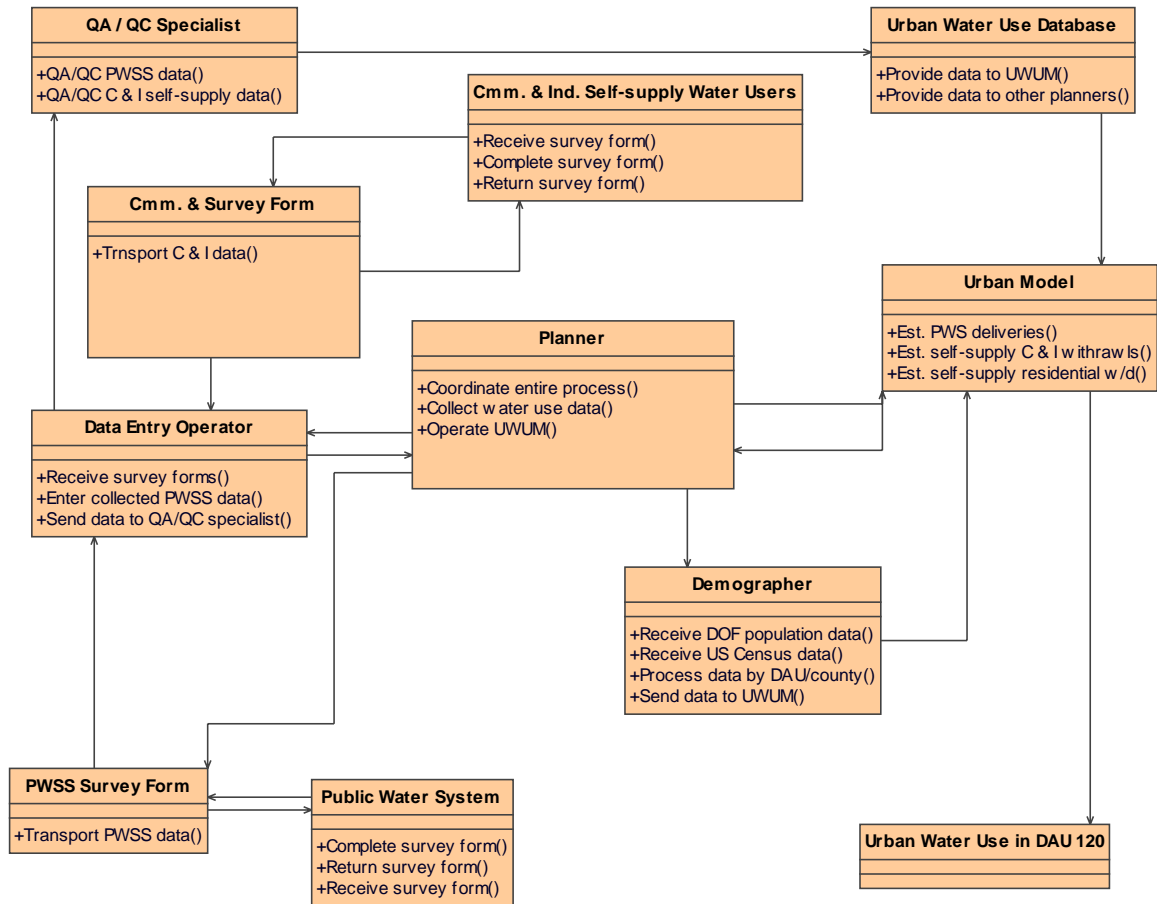 QA / QC Specialist
+QA/QC PWSS data()
+QA/QC C & I self-supply data()
Urban Water Use Database
+Provide data to UWUM()
+Provide data to other planners()
Cmm. & Ind. Self-supply Water Users
+Receive survey form()
+Complete survey form()
+Return survey form()
Cmm. & Survey Form
+Trnsport C & I data()
Urban Model
+Est. PWS deliveries()
+Est. self-supply C & I withrawls()
+Est. self-supply residential w/d()
Planner
+Coordinate entire process()
+Collect water use data()
+Operate UWUM()
Data Entry Operator
+Receive survey forms()
+Enter collected PWSS data()
+Send data to QA/QC specialist()
Demographer
+Receive DOF population data()
+Receive US Census data()
+Process data by DAU/county()
+Send data to UWUM()
PWSS Survey Form
+Transport PWSS data()
Public Water System
+Complete survey form()
+Return survey form()
+Receive survey form()
Urban Water Use in DAU 120